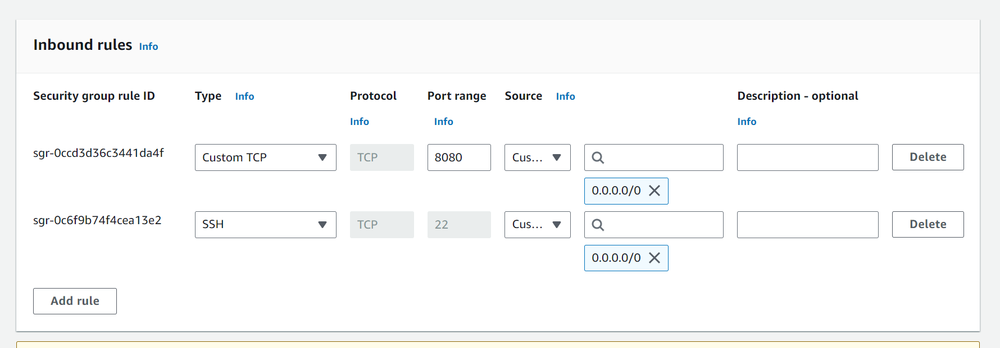 Inbound rules Info
Security group rule ID Type Info Protocol Port range Source Info Description - optional
Info Info Info
sgr-0ccd3d36c3441da4f Custom TCP TCP 8080 Cus... Delete
0.0.0.0/0
sgr-0c6f9b74f4cea13e2 SSH TCP 22 Cus... Delete
0.0.0.0/0
Add rule